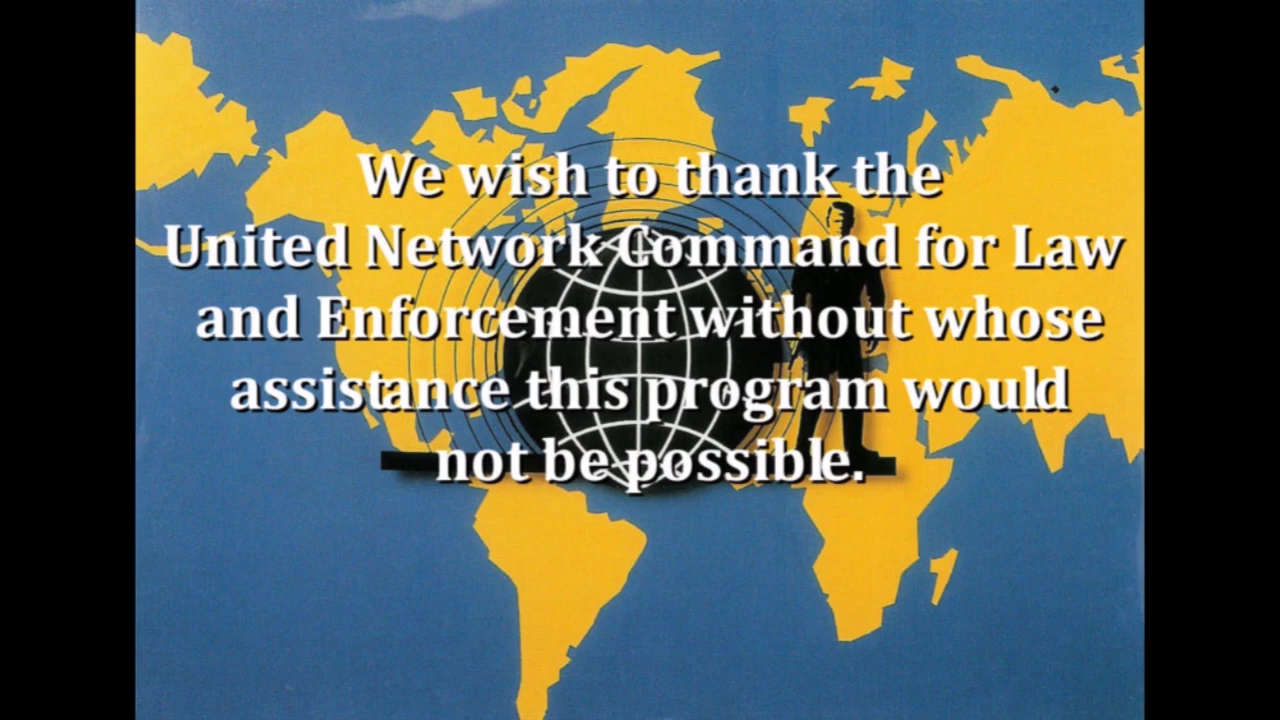 We wish to thank the
United Network Command for Law
and Enforcement without whose
assistance this program would
not be possible.